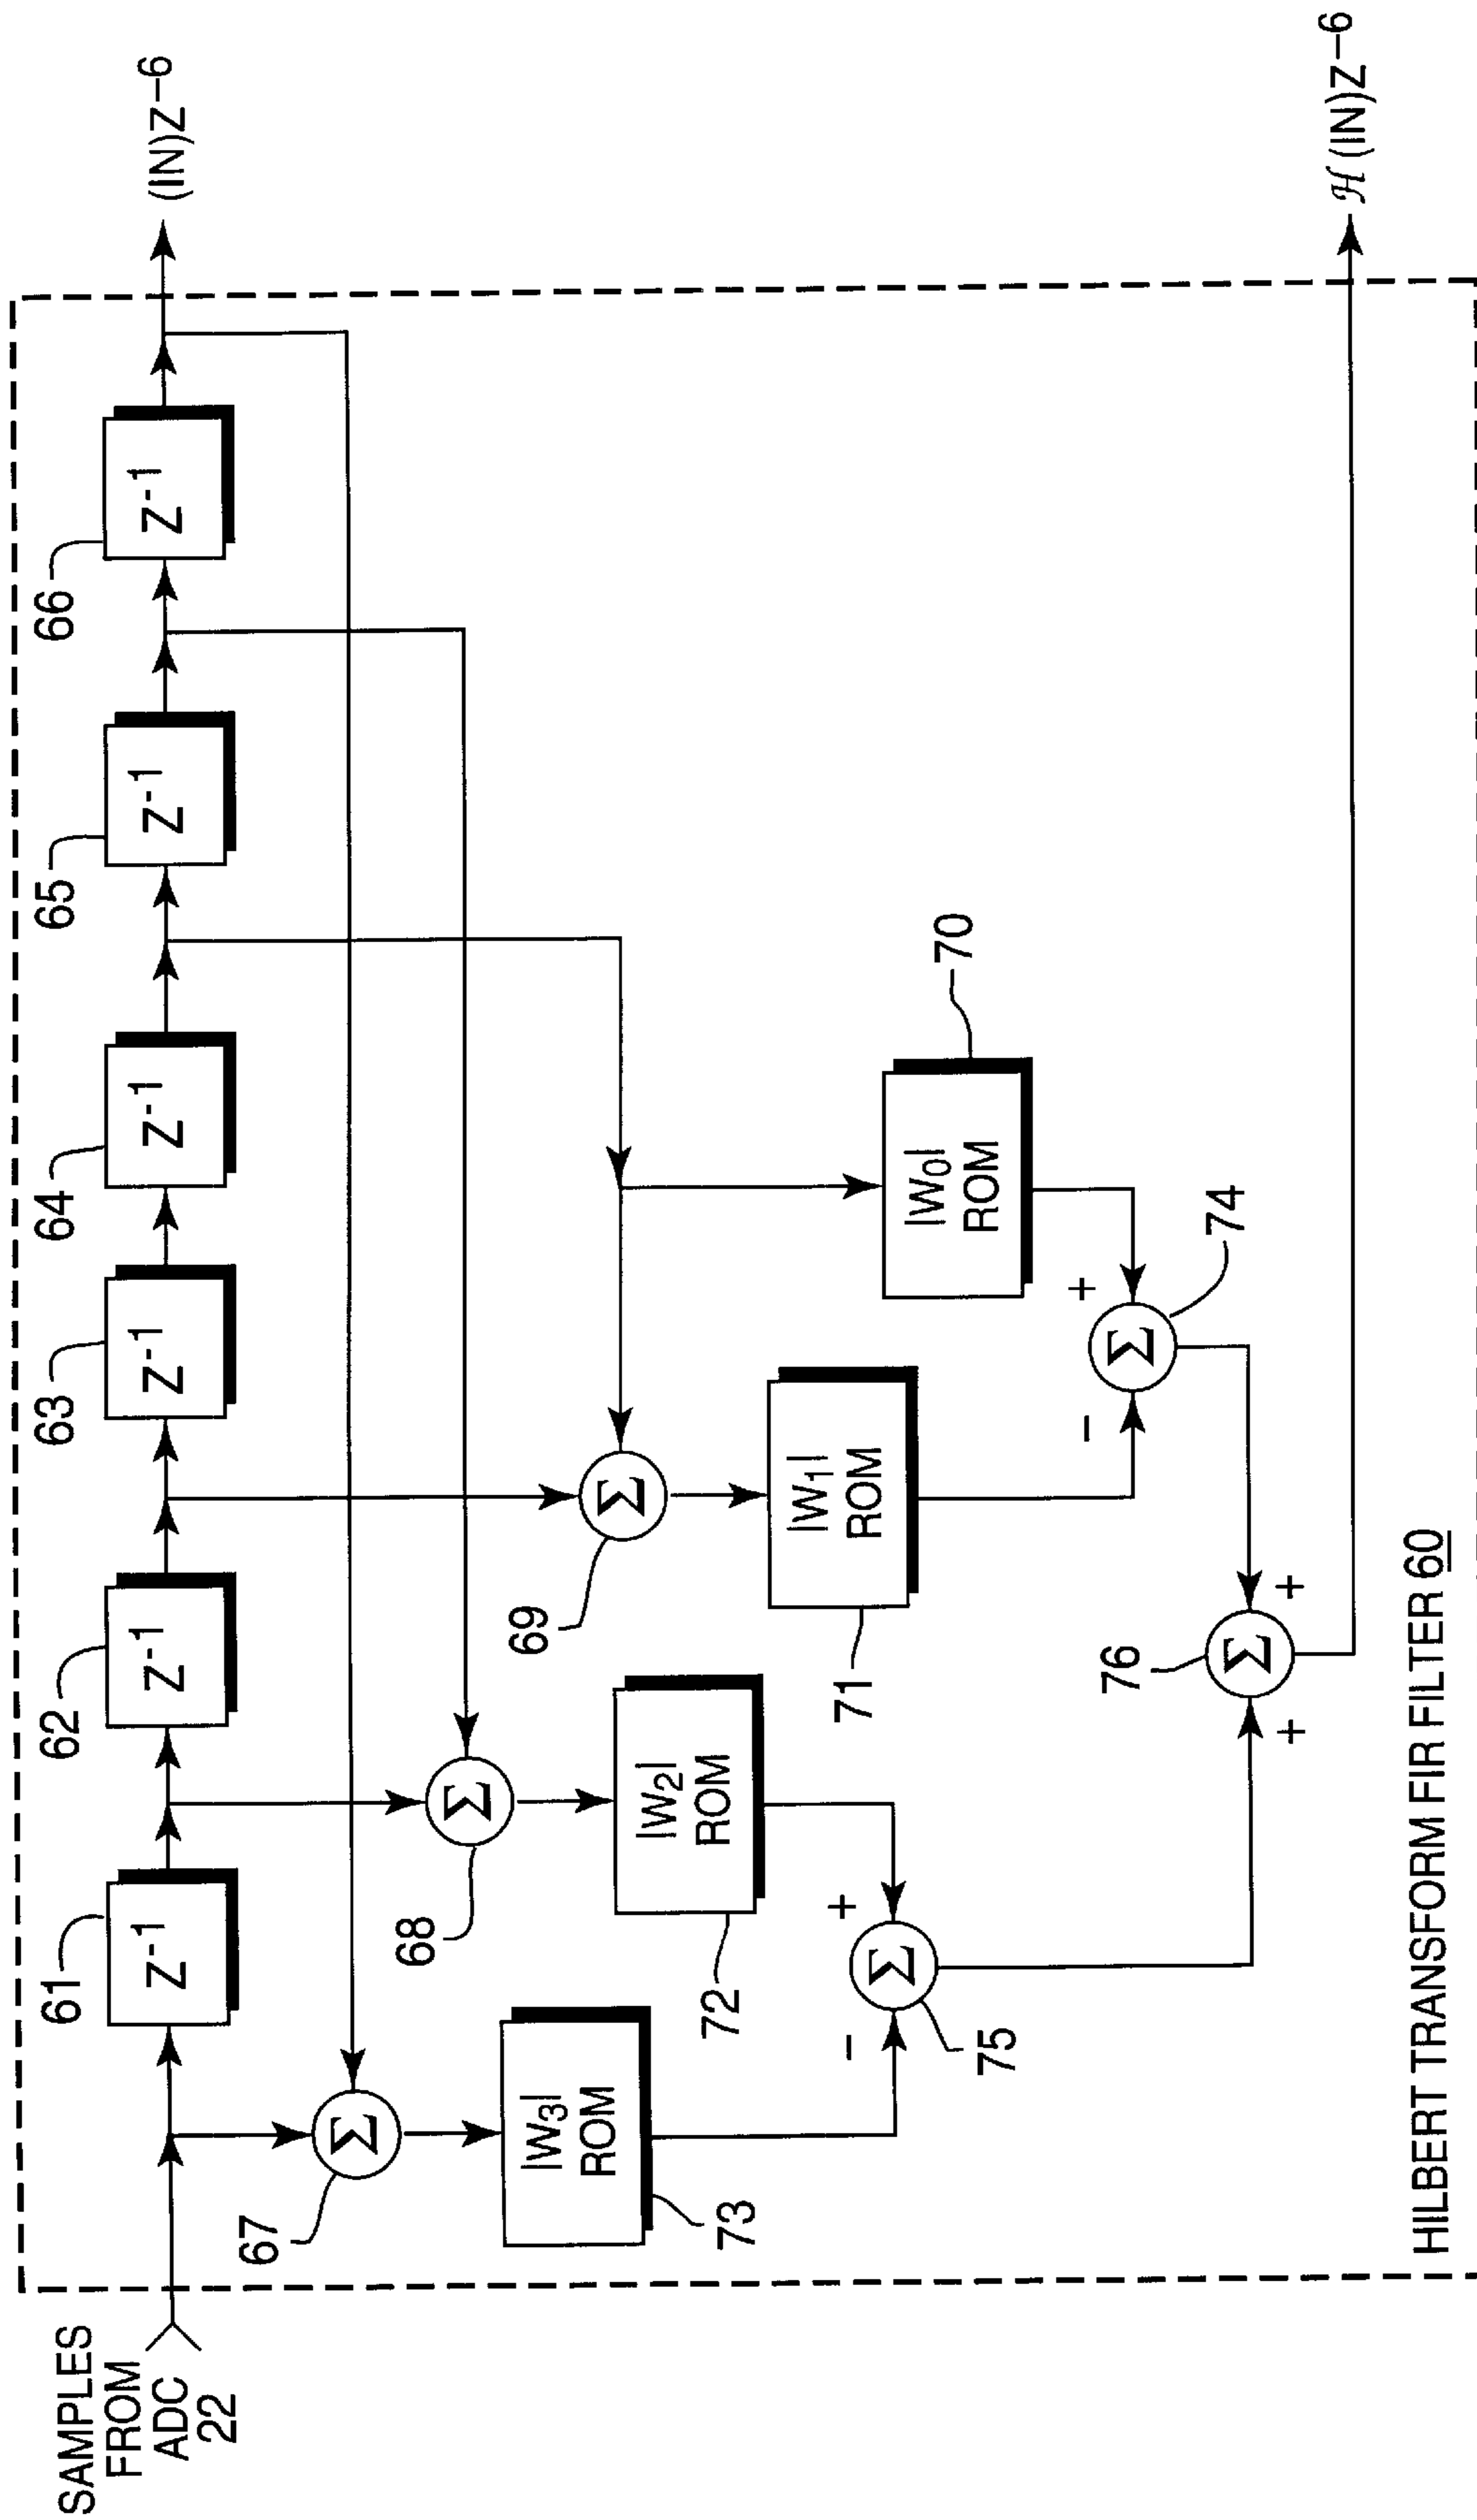 SAMPLES
FROM
ADC
22
61
Z-1
62
Z-1
63
Z-1
64
Z-1
65
Z-1
66
Z-1
(IN)Z-6
67
Σ
68
Σ
69
Σ
|W3|
ROM
73
|W2|
ROM
72
|W1|
ROM
71
|W0|
ROM
70
-
+
Σ
75
-
+
Σ
74
+
+
Σ
76
ℋ(IN)Z-6
HILBERT TRANSFORM FIR FILTER 60